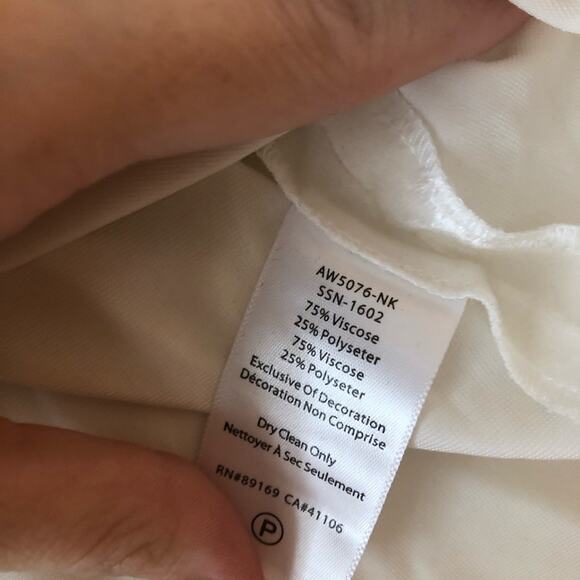 AW5076-NK
SSN-1602
75% Viscose
25% Polyseter
75% Viscose
25% Polyseter
Exclusive Of Decoration
Décoration Non Comprise
Dry Clean Only
Nettoyer À Sec Seulement
RN#89169 CA#41106
P